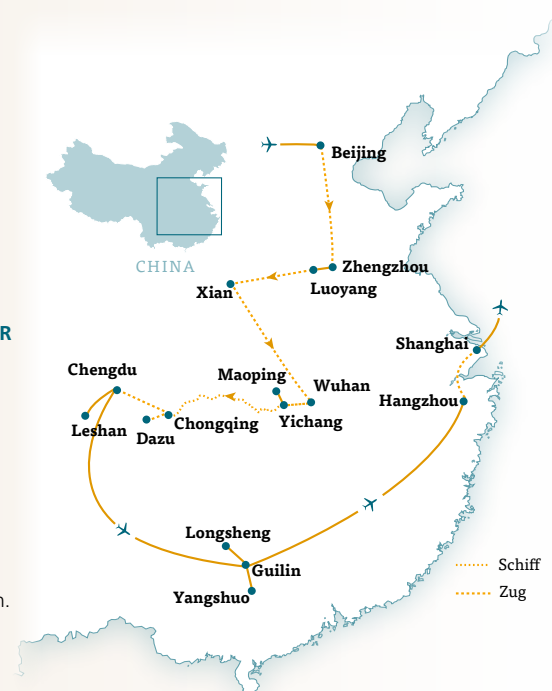 Beijing
CHINA
Zhengzhou
Luoyang
Xian
R
Shanghai
Chengdu
Maoping
Wuhan
Hangzhou
Leshan
Dazu
Chongqing
Yichang
Longsheng
Guilin
Schiff
Zug
Yangshuo
n.